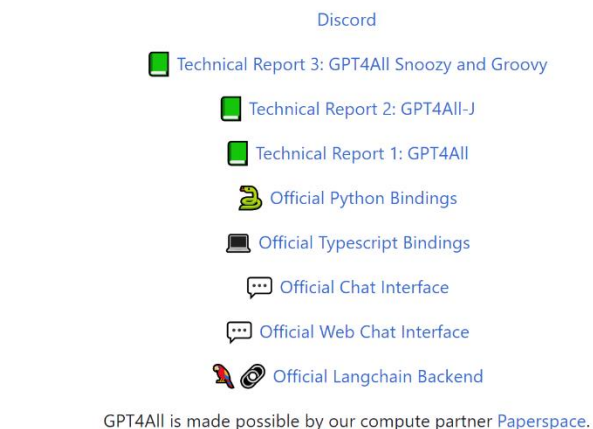 Discord
Technical Report 3: GPT4All Snoozy and Groovy
Technical Report 2: GPT4All-J
Technical Report 1: GPT4All
Official Python Bindings
Official Typescript Bindings
Official Chat Interface
Official Web Chat Interface
Official Langchain Backend
GPT4All is made possible by our compute partner Paperspace.